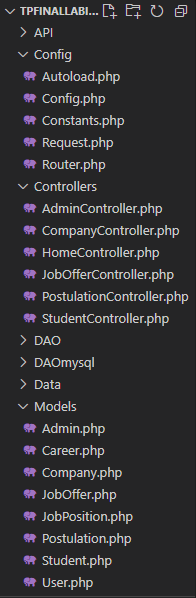 TPFINALLABI...
API
Config
Autoload.php
Config.php
Constants.php
Request.php
Router.php
Controllers
AdminController.php
CompanyController.php
HomeController.php
JobOfferController.php
PostulationController.php
StudentController.php
DAO
DAOmysql
Data
Models
Admin.php
Career.php
Company.php
JobOffer.php
JobPosition.php
Postulation.php
Student.php
User.php